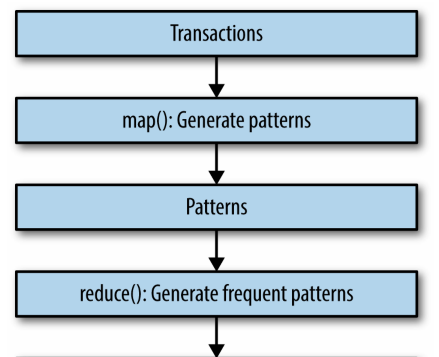 Transactions
map(): Generate patterns
Patterns
reduce(): Generate frequent patterns